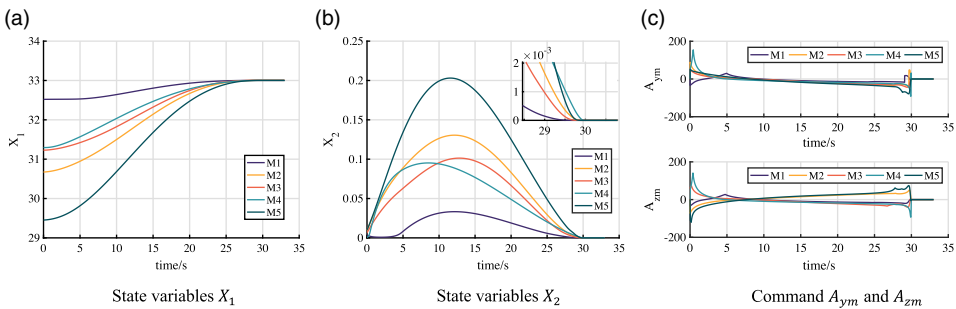 (a)
33
32
31
30
29
X1
0 5 10 15 20 25 30 35
time/s
M1
M2
M3
M4
M5
State variables X1
(b)
0.25
0.2
0.15
0.1
0.05
0
X2
0 5 10 15 20 25 30 35
time/s
×10^-3
2
1
0
29 30
M1
M2
M3
M4
M5
State variables X2
(c)
200
0
-200
Aym
0 5 10 15 20 25 30 35
time/s
M1 M2 M3 M4 M5
200
0
-200
Azm
0 5 10 15 20 25 30 35
time/s
M1 M2 M3 M4 M5
Command Aym and Azm